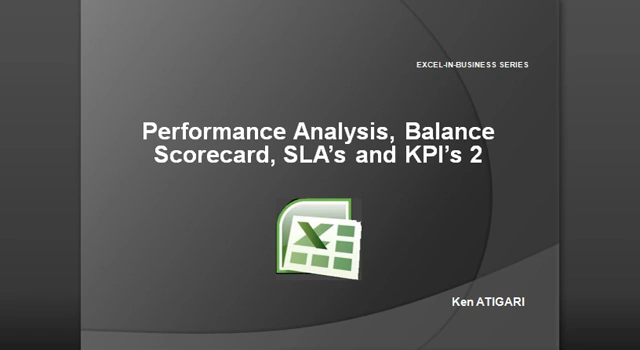 EXCEL-IN-BUSINESS SERIES
Performance Analysis, Balance
Scorecard, SLA’s and KPI’s 2
Ken ATIGARI